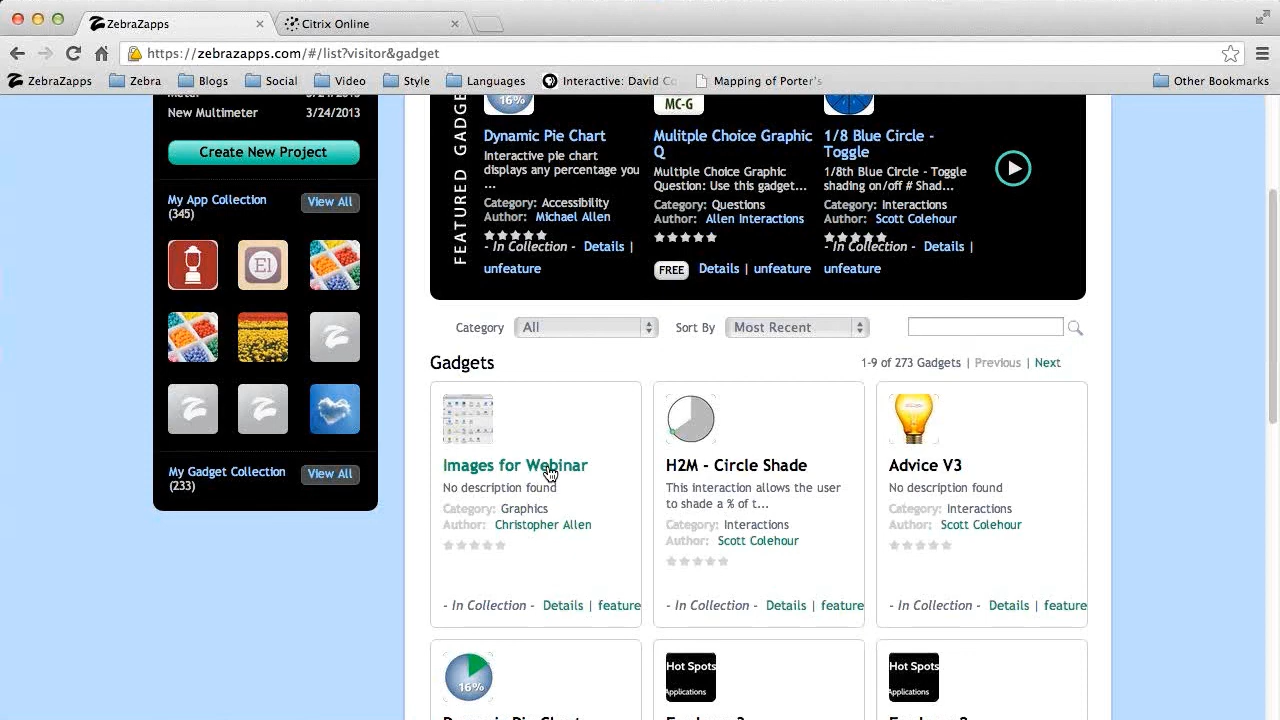 ZebraZapps
Citrix Online
https://zebrazapps.com/#/list?visitor&gadget
ZebraZapps
Zebra
Blogs
Social
Video
Style
Languages
Interactive: David Co
Mapping of Porter's
Other Bookmarks
New Multimeter 3/24/2013
Create New Project
My App Collection
(345)
View All
My Gadget Collection
(233)
View All
FEATURED GADGE
16%
Dynamic Pie Chart
Interactive pie chart
displays any percentage you
...
Category: Accessibility
Author: Michael Allen
- In Collection - Details |
unfeature
MC-G
Mulitple Choice Graphic
Q
Multiple Choice Graphic
Question: Use this gadget...
Category: Questions
Author: Allen Interactions
FREE Details | unfeature
1/8 Blue Circle -
Toggle
1/8th Blue Circle - Toggle
shading on/off # Shad...
Category: Interactions
Author: Scott Colehour
- In Collection - Details |
unfeature
Category All Sort By Most Recent
Gadgets
1-9 of 273 Gadgets | Previous | Next
Images for Webinar
No description found
Category: Graphics
Author: Christopher Allen
- In Collection - Details | feature
H2M - Circle Shade
This interaction allows the user
to shade a % of t...
Category: Interactions
Author: Scott Colehour
- In Collection - Details | feature
Advice V3
No description found
Category: Interactions
Author: Scott Colehour
- In Collection - Details | feature
16%
Hot Spots
Applications
Hot Spots
Applications